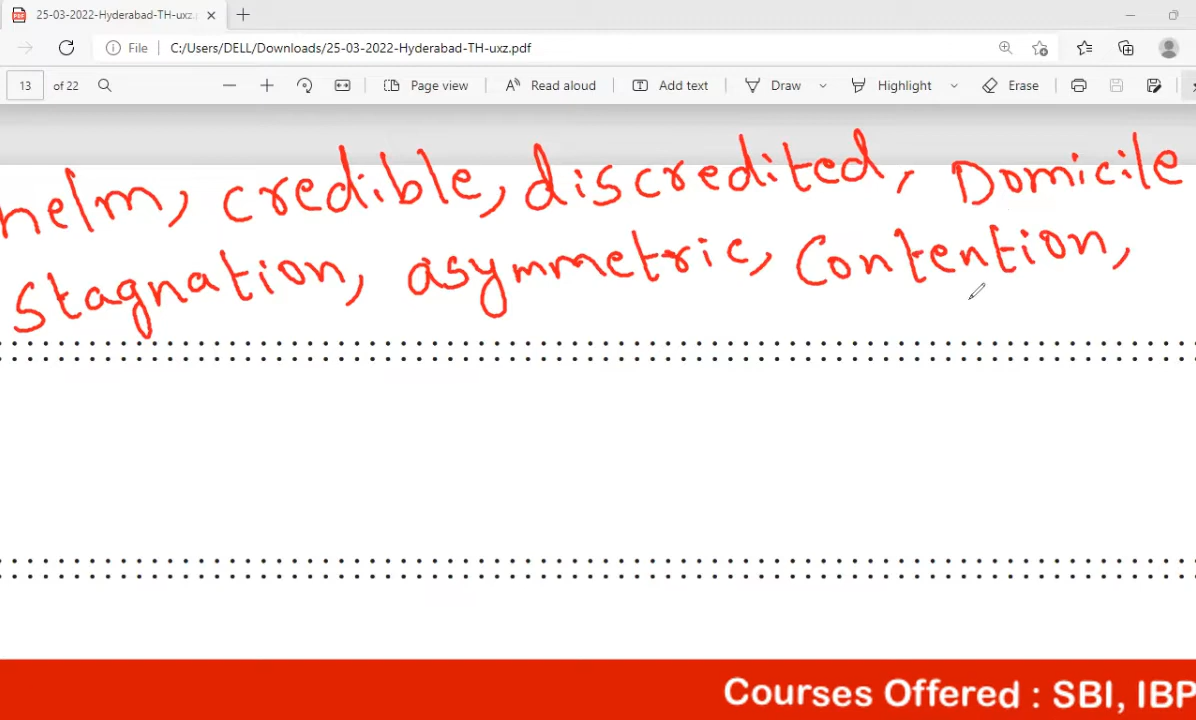 25-03-2022-Hyderabad-TH-uxz.
File C:/Users/DELL/Downloads/25-03-2022-Hyderabad-TH-uxz.pdf
13 of 22 Page view Read aloud Add text Draw Highlight Erase
helm, credible, discredited, Domicile
Stagnation, asymmetric, Contention,
Courses Offered : SBI, IBP